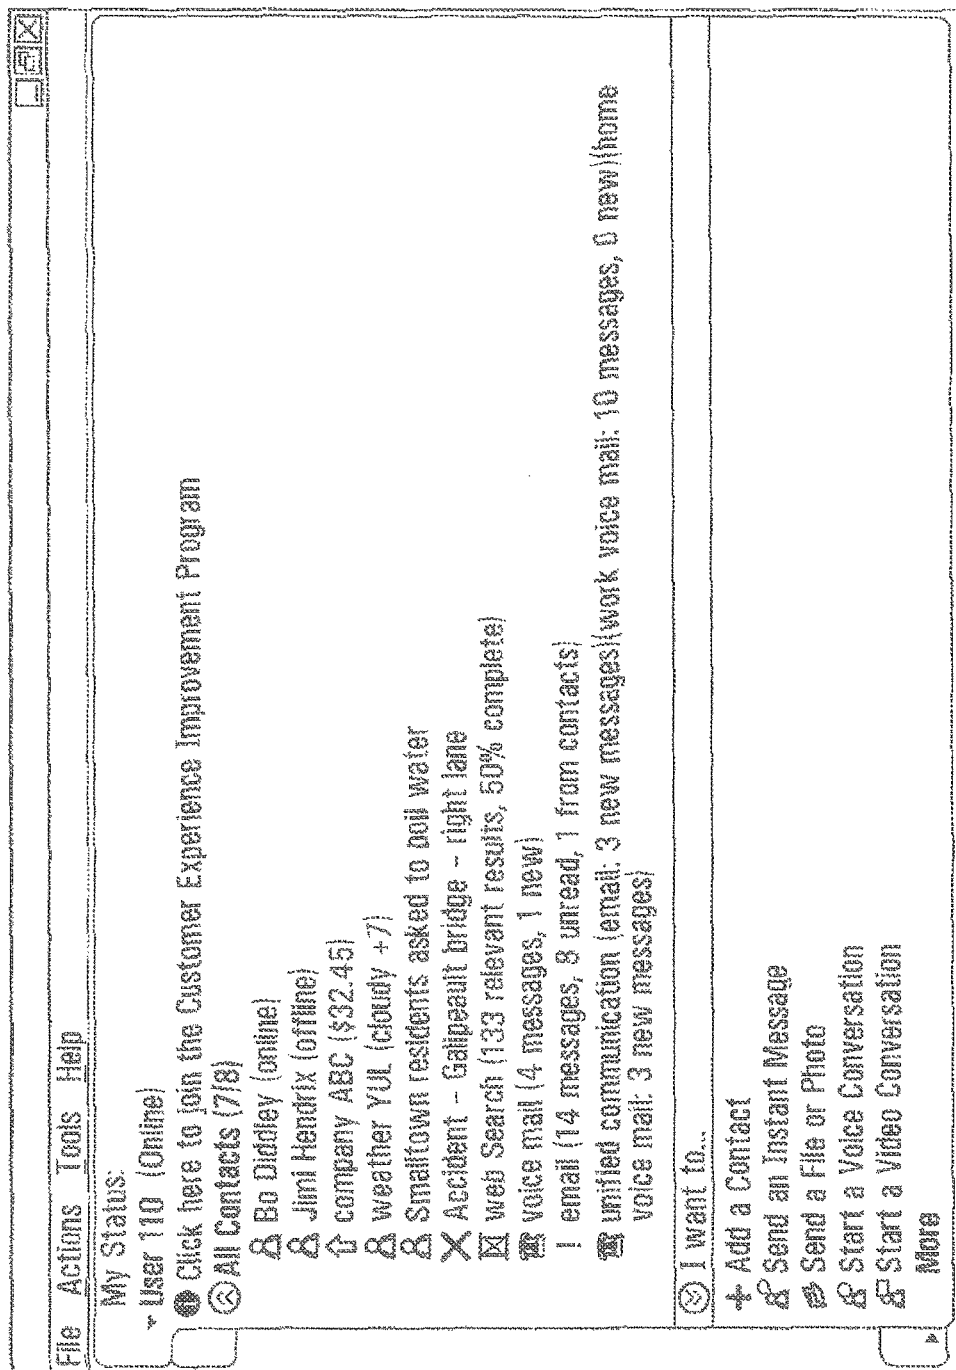 File Actions Tools Help
My Status:
User 110 (Online)
Click here to join the Customer Experience Improvement Program
All Contacts (7/8)
Bo Diddley (online)
Jimi Hendrix (offline)
company ABC ($32.45)
weather YUL (cloudy +7)
Smalltown residents asked to boil water
Accident - Galipeault bridge - right lane
web Search (133 relevant results, 50% complete)
voice mail (4 messages, 1 new)
! email (14 messages, 8 unread, 1 from contacts)
unified communication (email: 3 new messages)(work voice mail: 10 messages, 0 new)(home
voice mail: 3 new messages)
I want to...
Add a Contact
Send an Instant Message
Send a File or Photo
Start a Voice Conversation
Start a Video Conversation
More